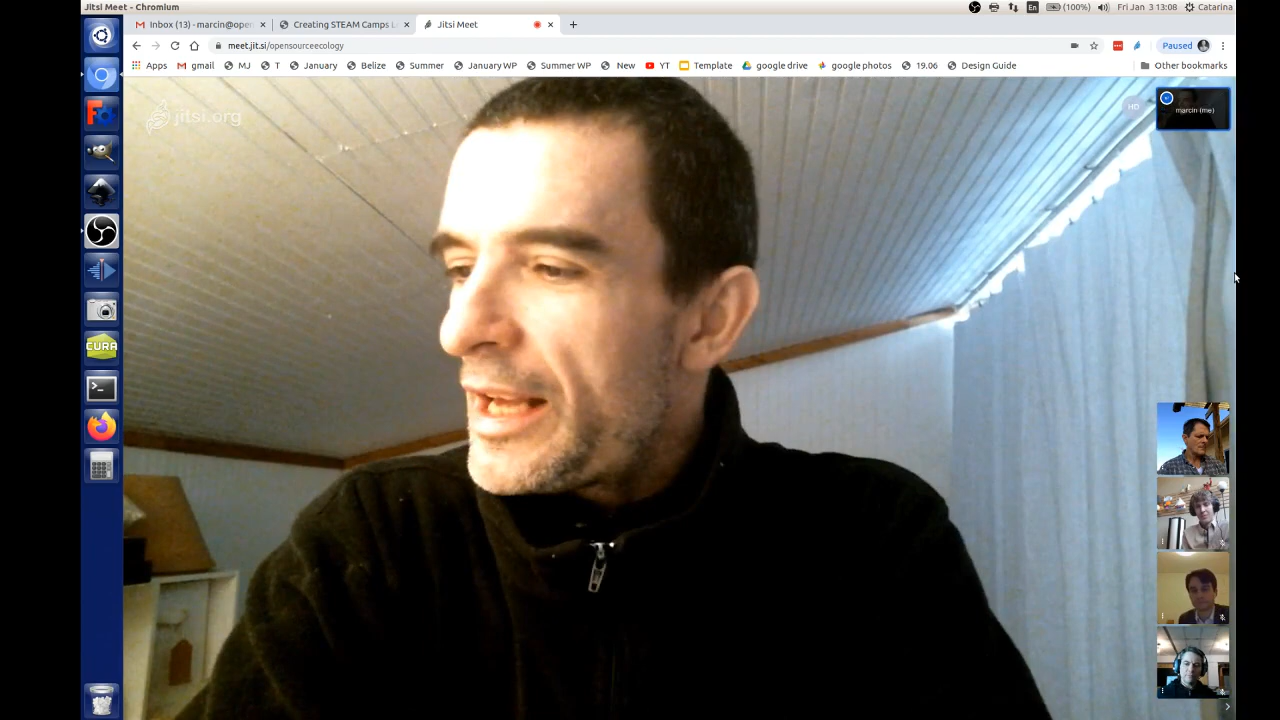 Jitsi Meet - Chromium
En
(100%)
Fri Jan 3 13:08
Catarina
Inbox (13) - marcin@open
Creating STEAM Camps L
Jitsi Meet
meet.jit.si/opensourceecology
Paused
Apps
gmail
MJ
T
January
Belize
Summer
January WP
Summer WP
New
YT
Template
google drive
google photos
19.06
Design Guide
Other bookmarks
jitsi.org
HD
marcin (me)
CURA